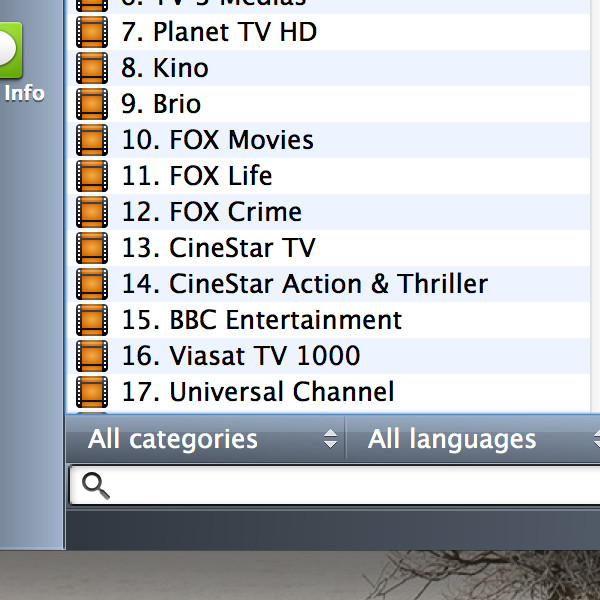 7. Planet TV HD
Info
8. Kino
9. Brio
10. FOX Movies
11. FOX Life
12. FOX Crime
13. CineStar TV
14. CineStar Action & Thriller
15. BBC Entertainment
16. Viasat TV 1000
17. Universal Channel
All categories
All languages